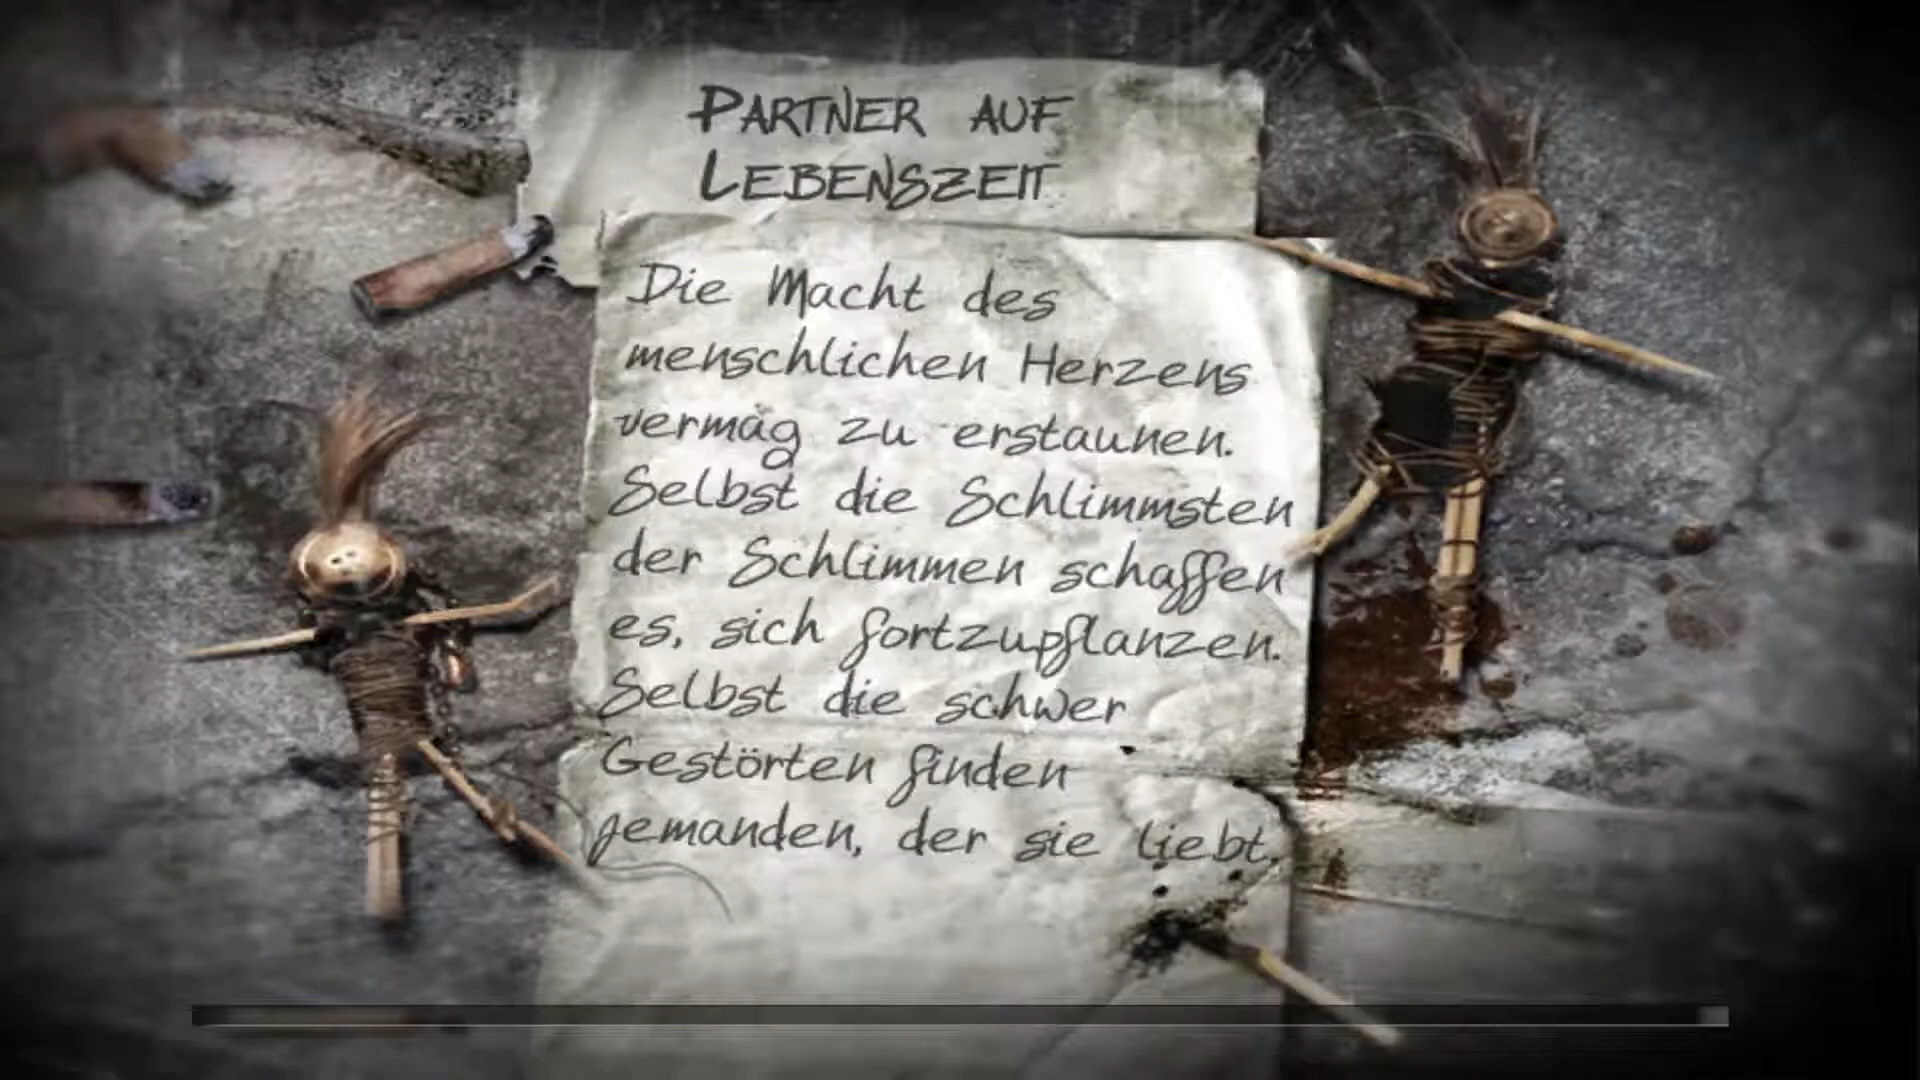 PARTNER AUF
LEBENSZEIT
Die Macht des
menschlichen Herzens
vermag zu erstaunen.
Selbst die Schlimmsten
der Schlimmen schaffen
es, sich fortzupflanzen.
Selbst die schwer
Gestörten finden
jemanden, der sie liebt.